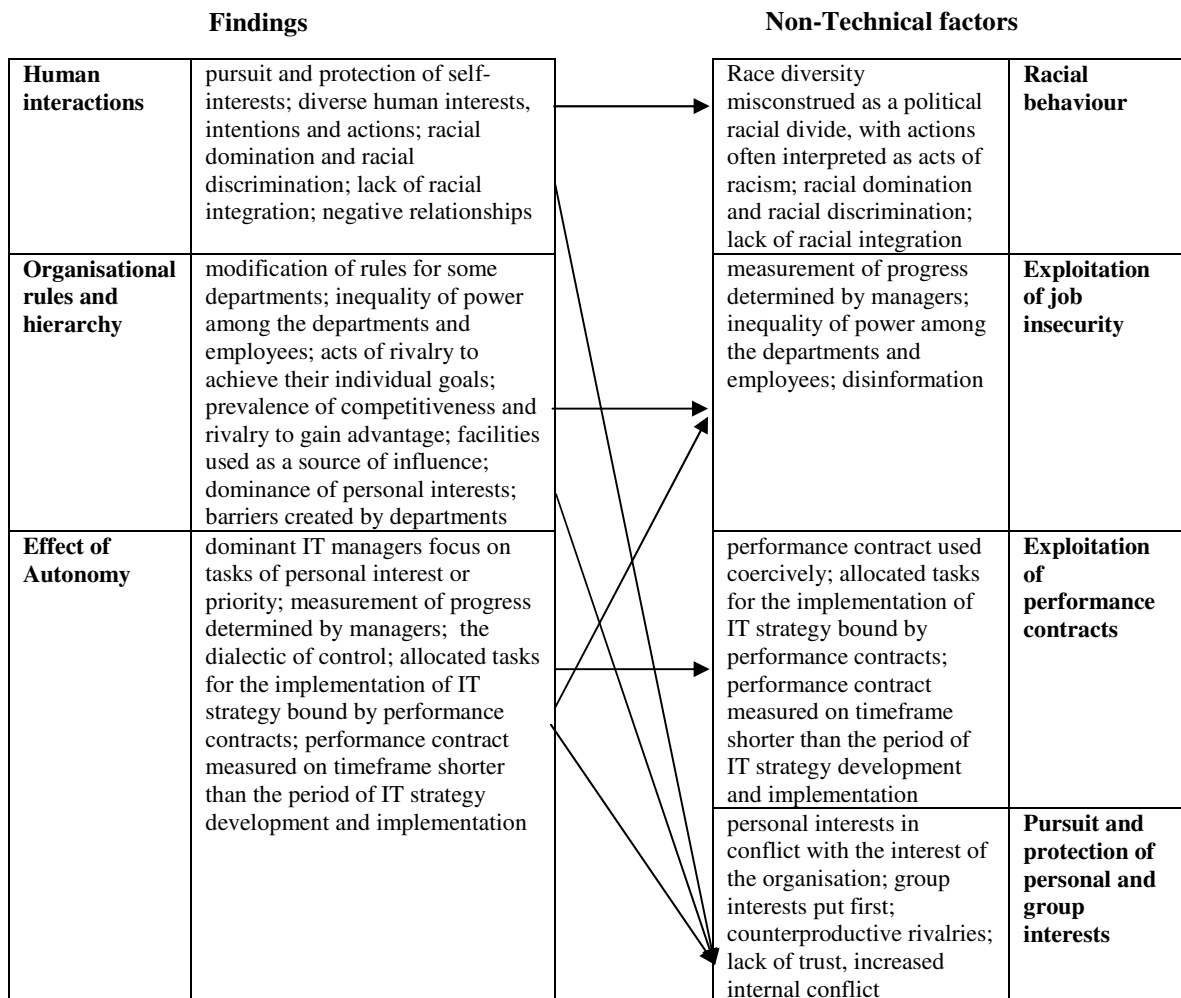 Findings
Non-Technical factors
Human
interactions
pursuit and protection of self-
interests; diverse human interests,
intentions and actions; racial
domination and racial
discrimination; lack of racial
integration; negative relationships
Organisational
rules and
hierarchy
modification of rules for some
departments; inequality of power
among the departments and
employees; acts of rivalry to
achieve their individual goals;
prevalence of competitiveness and
rivalry to gain advantage; facilities
used as a source of influence;
dominance of personal interests;
barriers created by departments
Effect of
Autonomy
dominant IT managers focus on
tasks of personal interest or
priority; measurement of progress
determined by managers;  the
dialectic of control; allocated tasks
for the implementation of IT
strategy bound by performance
contracts; performance contract
measured on timeframe shorter
than the period of IT strategy
development and implementation
Race diversity
misconstrued as a political
racial divide, with actions
often interpreted as acts of
racism; racial domination
and racial discrimination;
lack of racial integration
Racial
behaviour
measurement of progress
determined by managers;
inequality of power among
the departments and
employees; disinformation
Exploitation
of job
insecurity
performance contract used
coercively; allocated tasks
for the implementation of
IT strategy bound by
performance contracts;
performance contract
measured on timeframe
shorter than the period of
IT strategy development
and implementation
Exploitation
of
performance
contracts
personal interests in
conflict with the interest of
the organisation; group
interests put first;
counterproductive rivalries;
lack of trust, increased
internal conflict
Pursuit and
protection of
personal and
group
interests